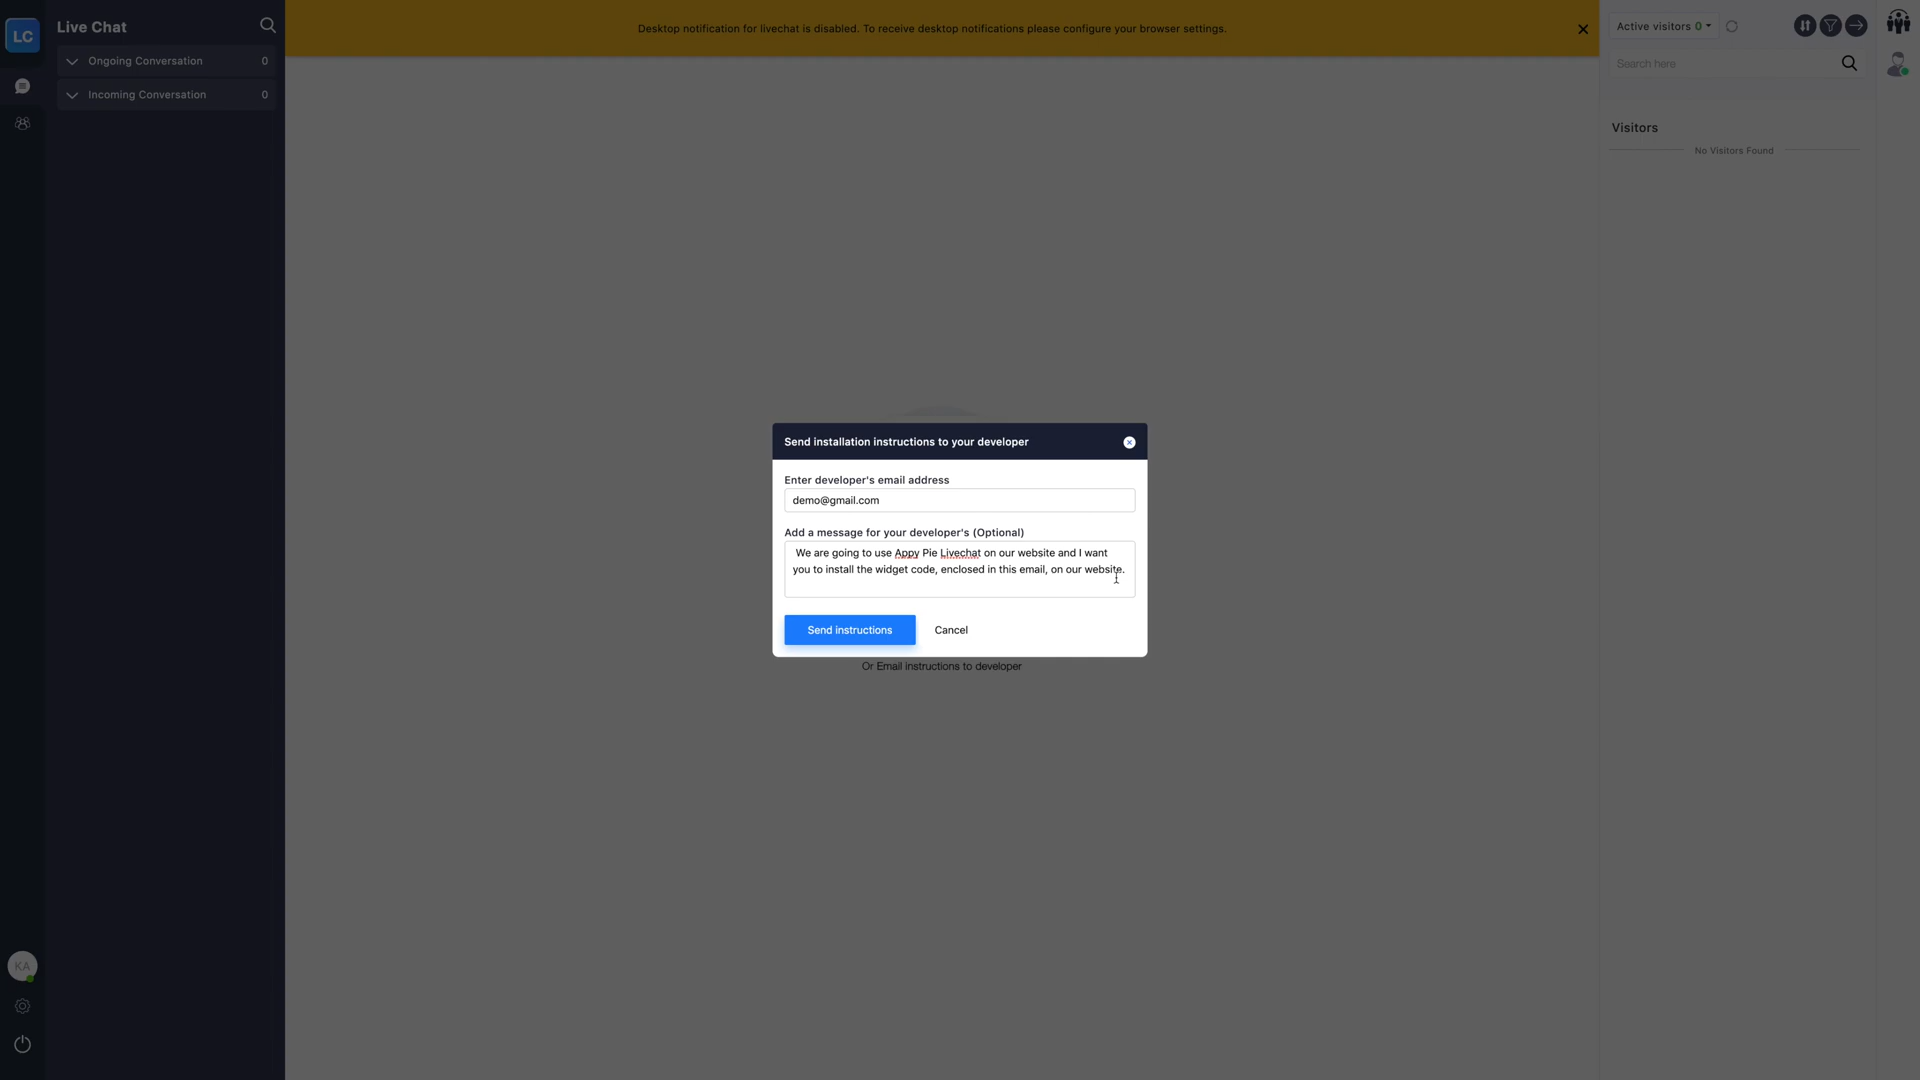 LC
Live Chat
Ongoing Conversation 0
Incoming Conversation 0
KA
Desktop notification for livechat is disabled. To receive desktop notifications please configure your browser settings.
Active visitors 0
Search here
Visitors
No Visitors Found
Send installation instructions to your developer
Enter developer's email address
demo@gmail.com
Add a message for your developer's (Optional)
We are going to use Appy Pie Livechat on our website and I want
you to install the widget code, enclosed in this email, on our website.
Send instructions Cancel
Or Email instructions to developer